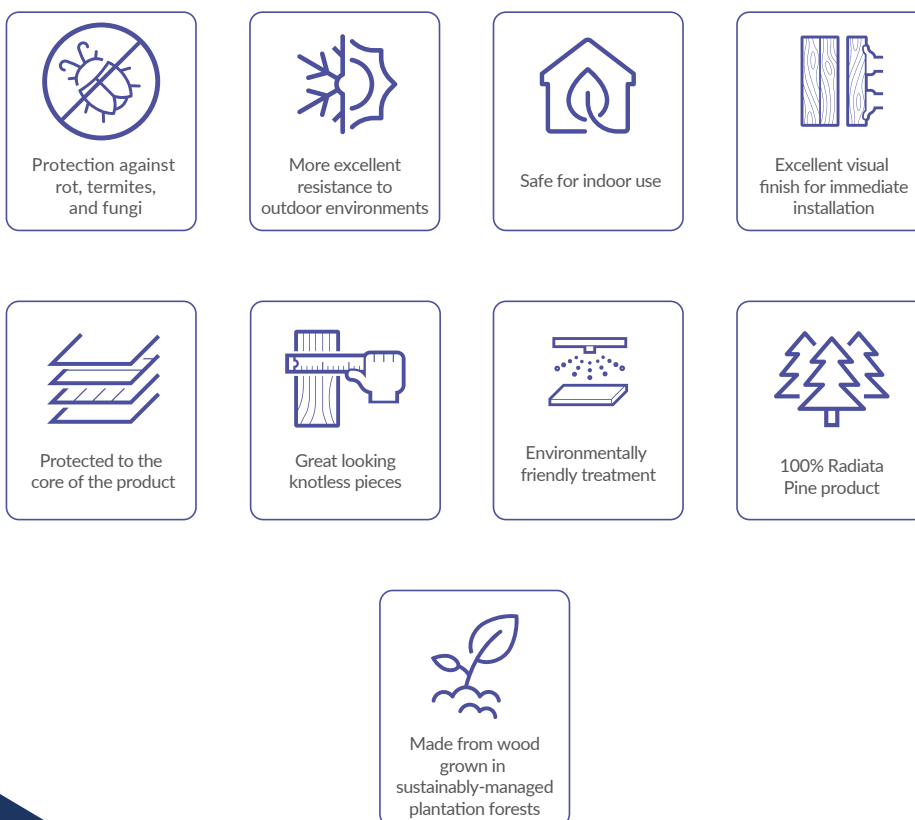 Protection against
rot, termites,
and fungi
More excellent
resistance to
outdoor environments
Safe for indoor use
Excellent visual
finish for immediate
installation
Protected to the
core of the product
Great looking
knotless pieces
Environmentally
friendly treatment
100% Radiata
Pine product
Made from wood
grown in
sustainably-managed
plantation forests